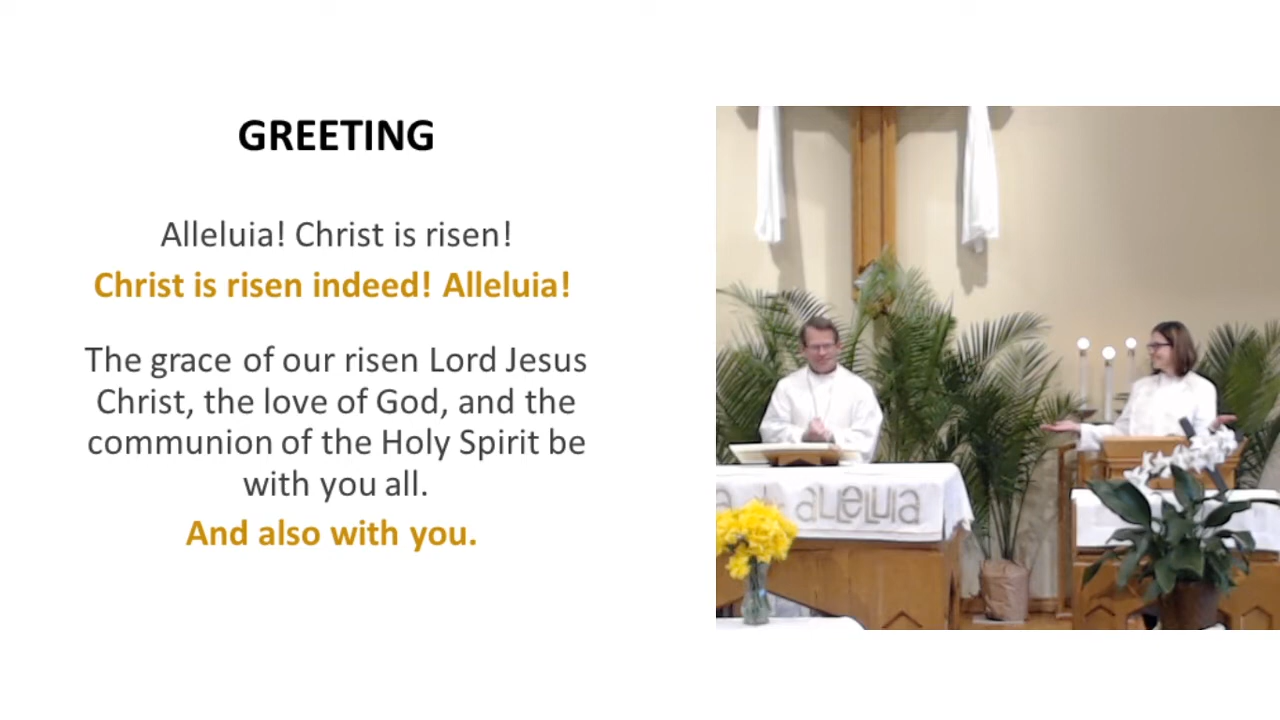 GREETING
Alleluia! Christ is risen!
Christ is risen indeed! Alleluia!
The grace of our risen Lord Jesus
Christ, the love of God, and the
communion of the Holy Spirit be
with you all.
And also with you.
aLeLuia